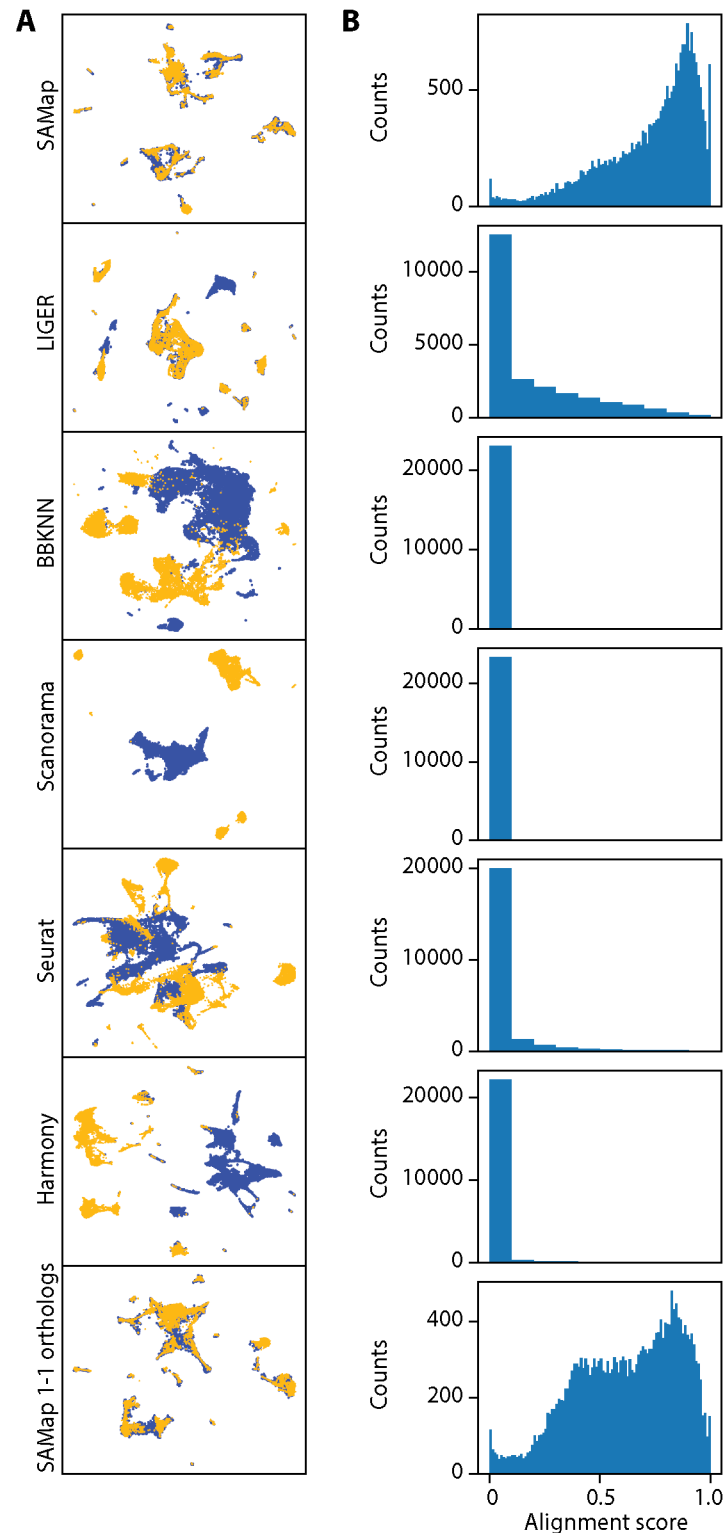 A
B
SAMap
Counts
500
0
LIGER
Counts
10000
5000
0
BBKNN
Counts
20000
10000
0
Scanorama
Counts
20000
10000
0
Seurat
Counts
20000
10000
0
Harmony
Counts
20000
10000
0
SAMap 1-1 orthologs
Counts
400
200
0
0 0.5 1.0
Alignment score